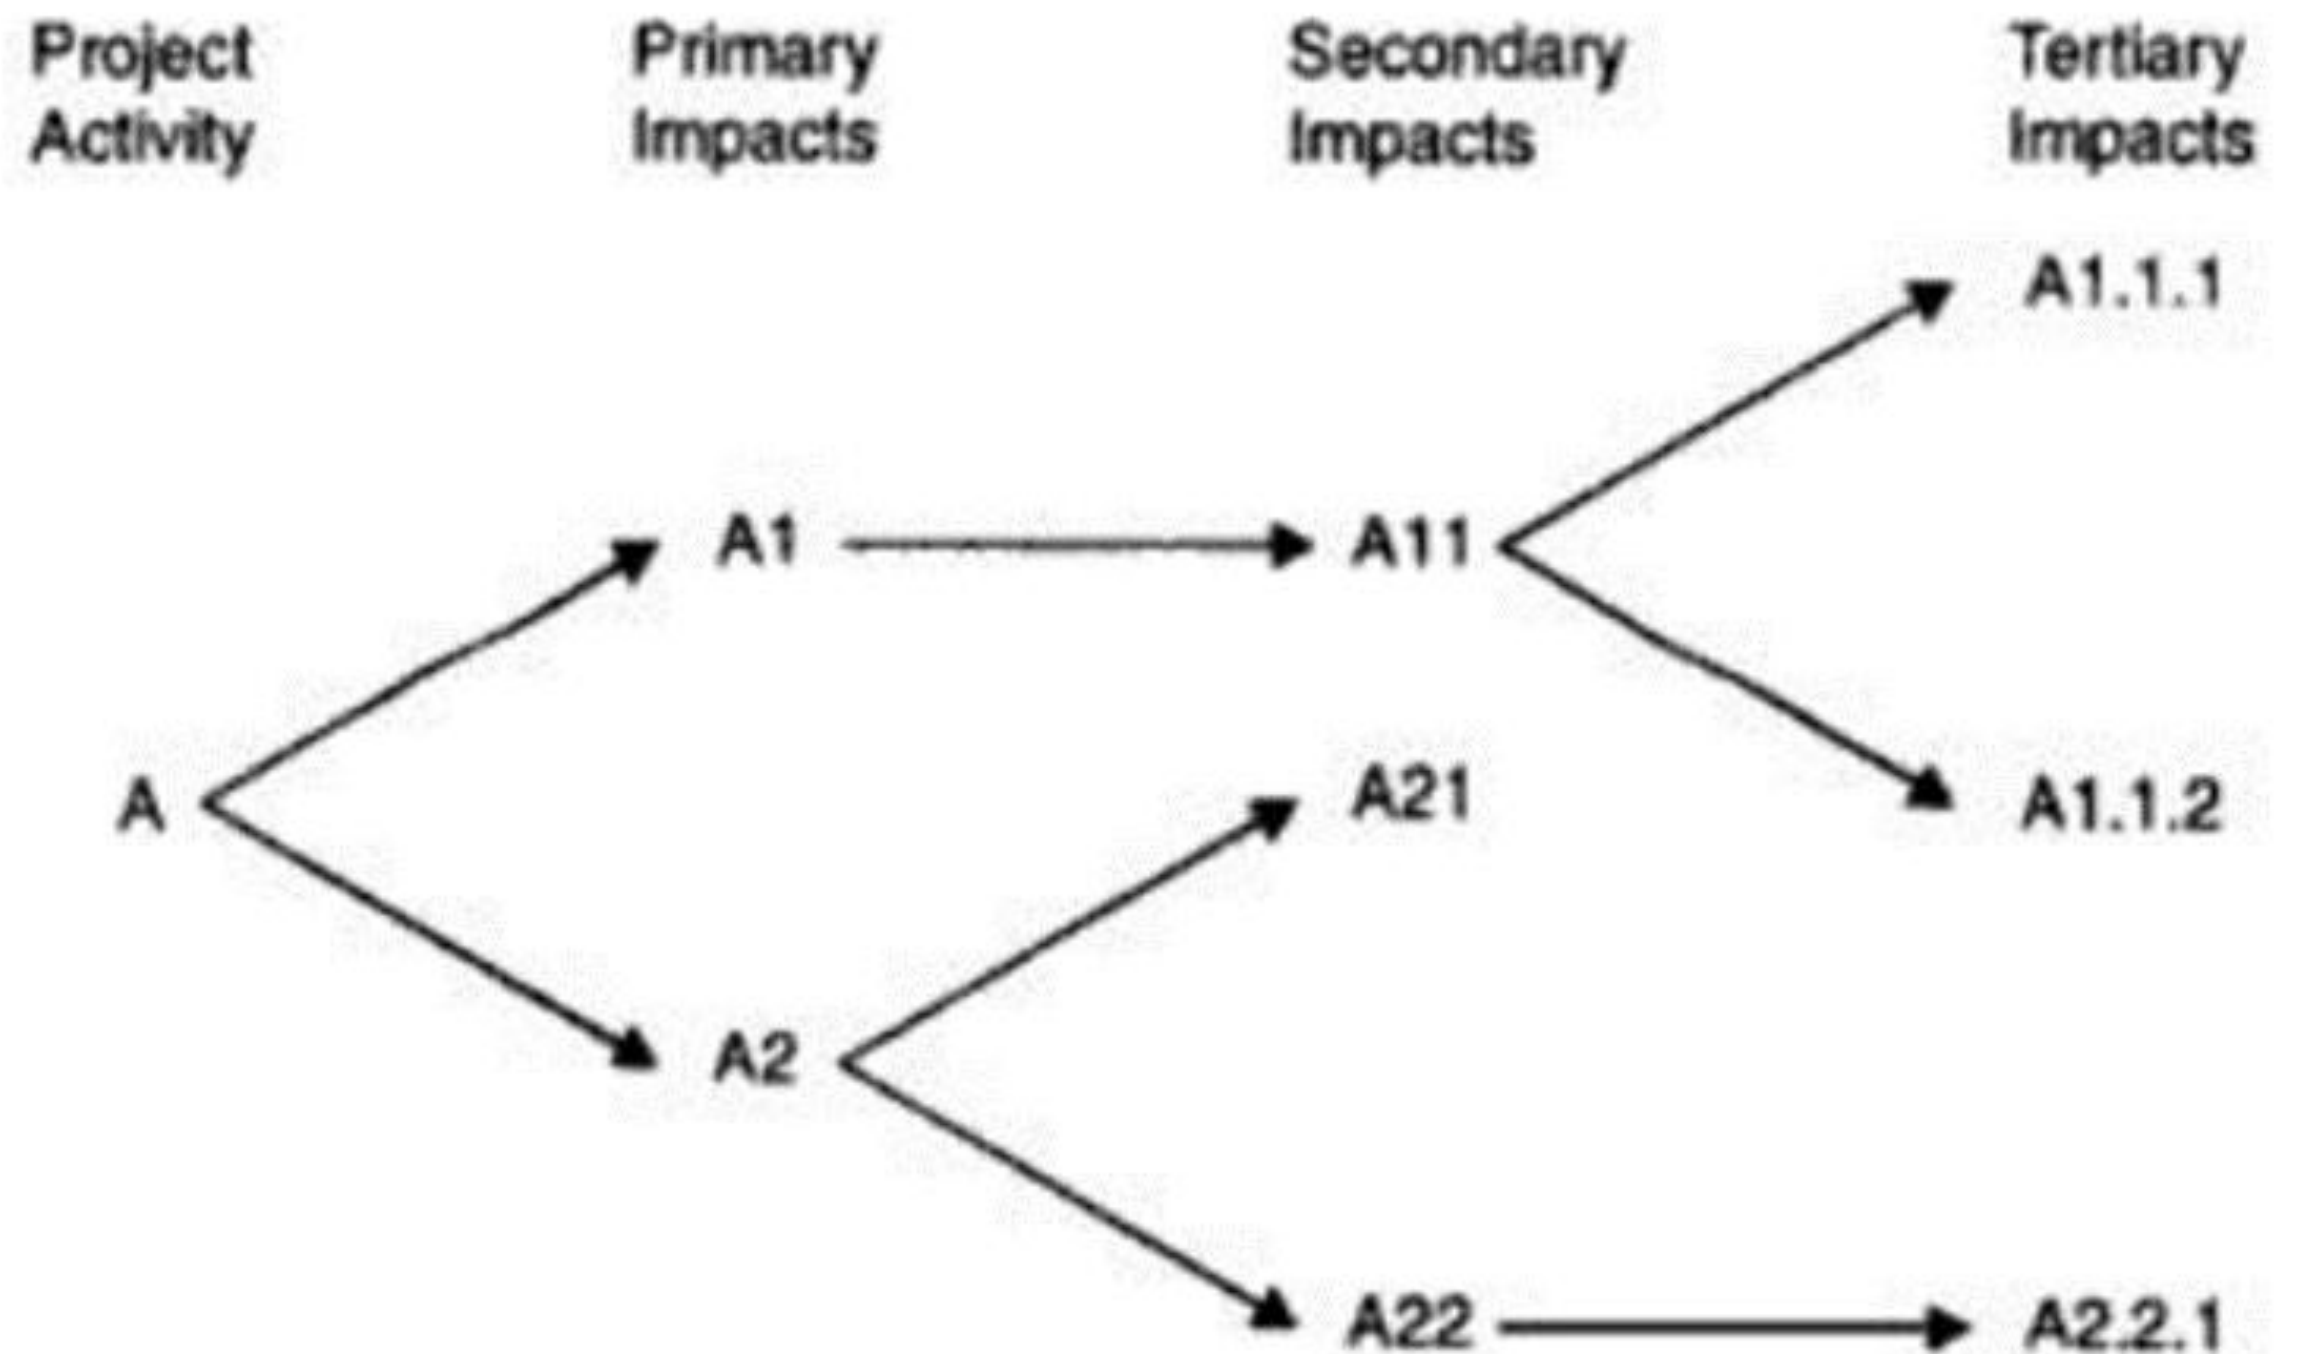 Project Activity
Primary Impacts
Secondary Impacts
Tertiary Impacts
A1.1.1
A1
A11
A
A21
A1.1.2
A2
A22
A2.2.1